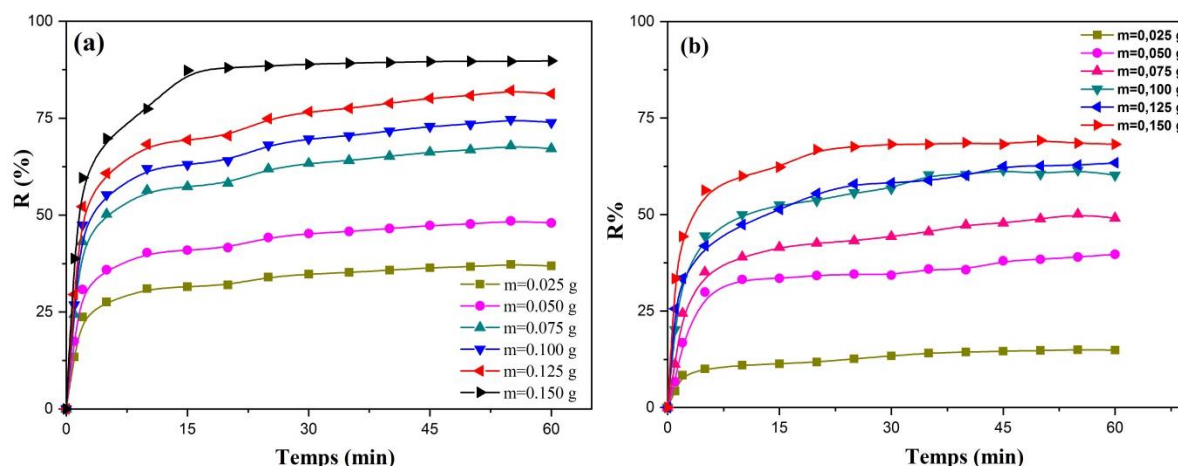 (a)
R (%)
100
75
50
25
0
m=0.025 g
m=0.050 g
m=0.075 g
m=0.100 g
m=0.125 g
m=0.150 g
0 15 30 45 60
Temps (min)
(b)
R%
100
75
50
25
0
m=0,025 g
m=0,050 g
m=0,075 g
m=0,100 g
m=0,125 g
m=0,150 g
0 15 30 45 60
Temps (min)